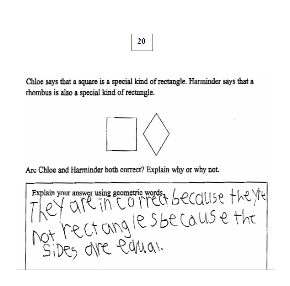 20
Chloe says that a square is a special kind of rectangle. Harminder says that a
rhombus is also a special kind of rectangle.
Are Chloe and Harminder both correct? Explain why or why not.
Explain your answer using geometric words.
They are incorrect because they're
not rectangles because the
sides are equal.